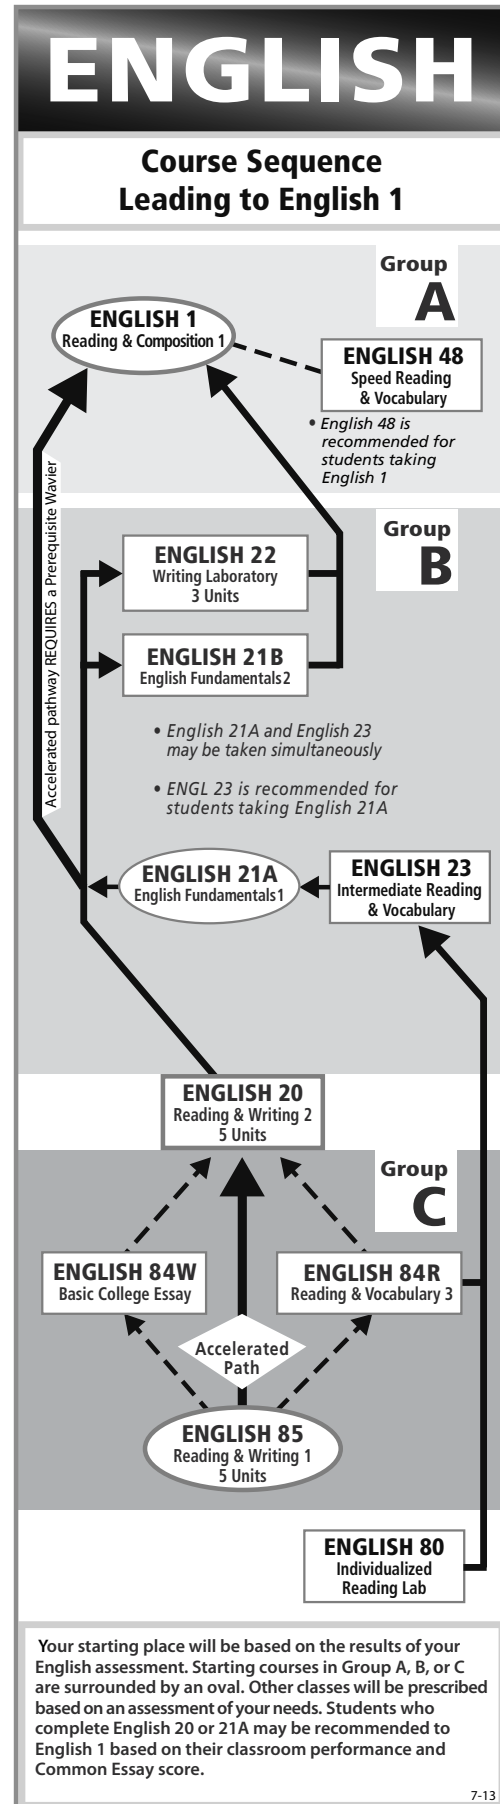 ENGLISH
Course Sequence
Leading to English 1
Group
A
ENGLISH 1
Reading & Composition 1
ENGLISH 48
Speed Reading
& Vocabulary
• English 48 is
recommended for
students taking
English 1
Accelerated pathway REQUIRES a Prerequisite Wavier
Group
B
ENGLISH 22
Writing Laboratory
3 Units
ENGLISH 21B
English Fundamentals 2
• English 21A and English 23
may be taken simultaneously
• ENGL 23 is recommended for
students taking English 21A
ENGLISH 21A
English Fundamentals 1
ENGLISH 23
Intermediate Reading
& Vocabulary
ENGLISH 20
Reading & Writing 2
5 Units
Group
C
ENGLISH 84W
Basic College Essay
ENGLISH 84R
Reading & Vocabulary 3
Accelerated
Path
ENGLISH 85
Reading & Writing 1
5 Units
ENGLISH 80
Individualized
Reading Lab
Your starting place will be based on the results of your
English assessment. Starting courses in Group A, B, or C
are surrounded by an oval. Other classes will be prescribed
based on an assessment of your needs. Students who
complete English 20 or 21A may be recommended to
English 1 based on their classroom performance and
Common Essay score.
7-13